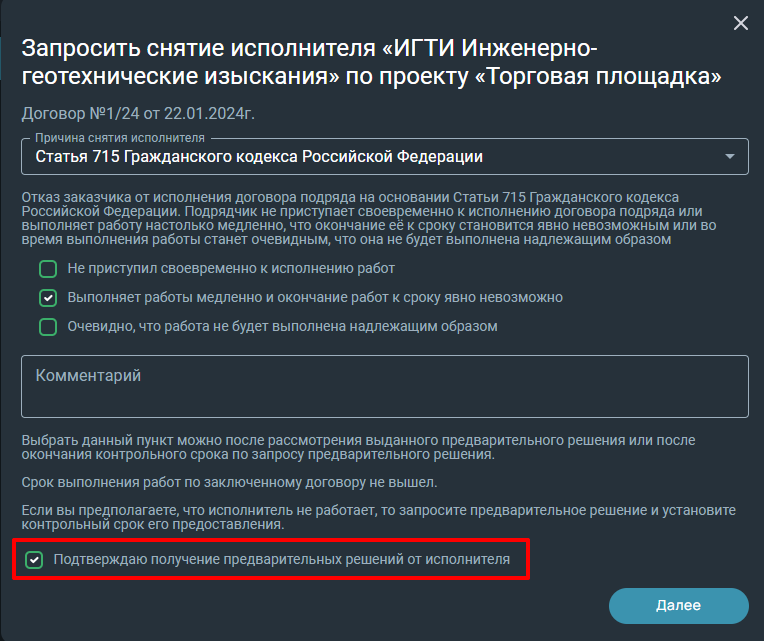 Запросить снятие исполнителя «ИГТИ Инженерно-
геотехнические изыскания» по проекту «Торговая площадка»
Договор №1/24 от 22.01.2024г.
Причина снятия исполнителя
Статья 715 Гражданского кодекса Российской Федерации
Отказ заказчика от исполнения договора подряда на основании Статьи 715 Гражданского кодекса
Российской Федерации. Подрядчик не приступает своевременно к исполнению договора подряда или
выполняет работу настолько медленно, что окончание её к сроку становится явно невозможным или во
время выполнения работы станет очевидным, что она не будет выполнена надлежащим образом
Не приступил своевременно к исполнению работ
Выполняет работы медленно и окончание работ к сроку явно невозможно
Очевидно, что работа не будет выполнена надлежащим образом
Комментарий
Выбрать данный пункт можно после рассмотрения выданного предварительного решения или после
окончания контрольного срока по запросу предварительного решения.
Срок выполнения работ по заключенному договору не вышел.
Если вы предполагаете, что исполнитель не работает, то запросите предварительное решение и установите
контрольный срок его предоставления.
Подтверждаю получение предварительных решений от исполнителя
Далее